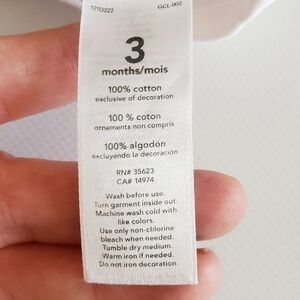 121D227 GCL-002
3
months/mois
100% cotton
exclusive of decoration
100 % coton
ornements non compris
100% algodón
excluyendo la decoración
RN# 35623
CA# 14974
Wash before use.
Turn garment inside out.
Machine wash cold with
like colors.
Use only non-chlorine
bleach when needed.
Tumble dry medium.
Warm iron if needed.
Do not iron decoration.